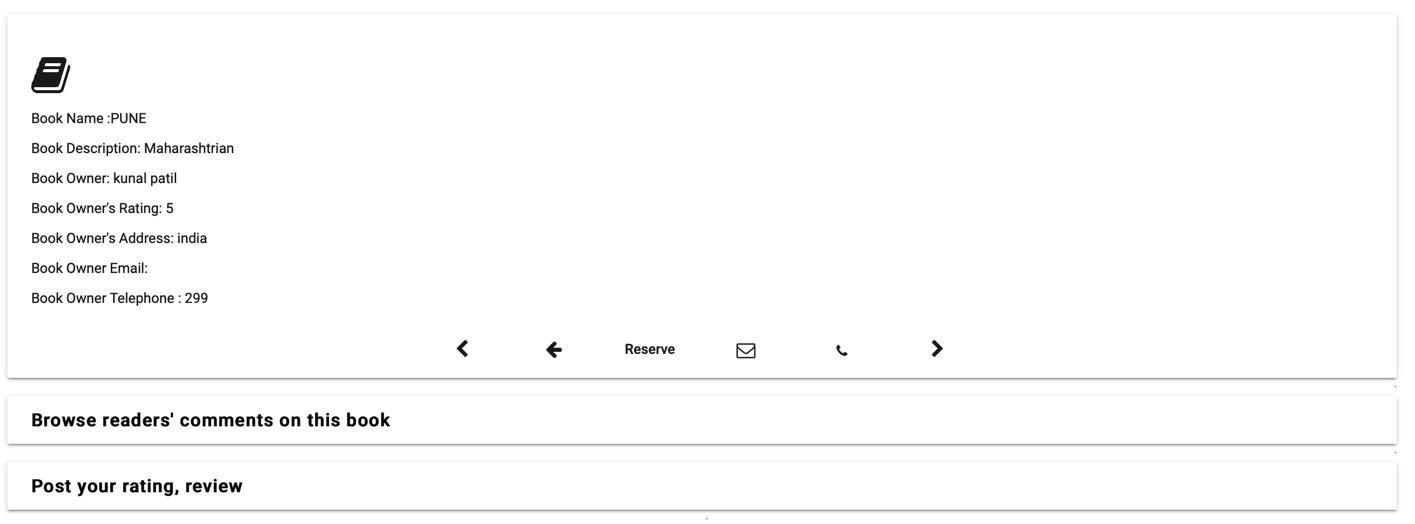 Book Name :PUNE
Book Description: Maharashtrian
Book Owner: kunal patil
Book Owner's Rating: 5
Book Owner's Address: india
Book Owner Email:
Book Owner Telephone : 299
Reserve
Browse readers' comments on this book
Post your rating, review